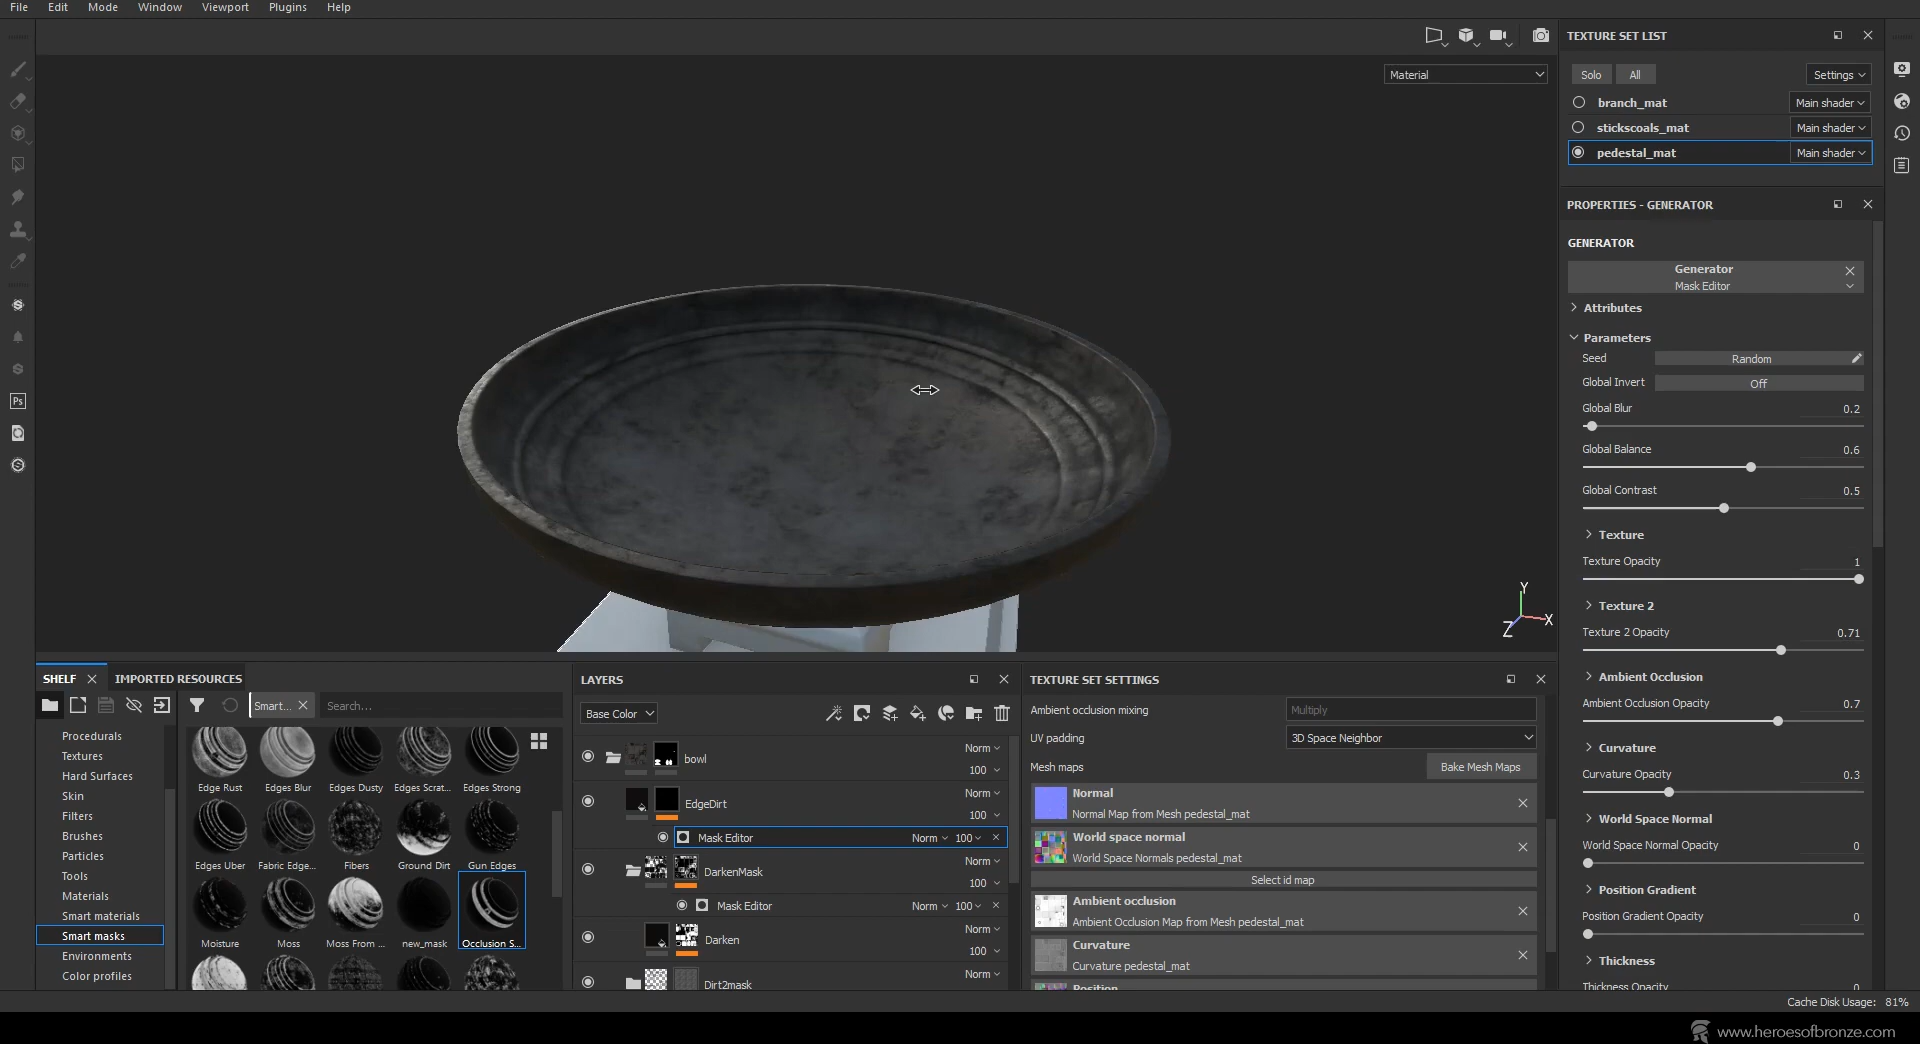 File Edit Mode Window Viewport Plugins Help
Material
TEXTURE SET LIST
Solo All Settings
branch_mat Main shader
stickscoals_mat Main shader
pedestal_mat Main shader
PROPERTIES - GENERATOR
GENERATOR
Generator
Mask Editor
Attributes
Parameters
Seed Random
Global Invert Off
Global Blur 0.2
Global Balance 0.6
Global Contrast 0.5
Texture
Texture Opacity 1
Texture 2
Texture 2 Opacity 0.71
Ambient Occlusion
Ambient Occlusion Opacity 0.7
Curvature
Curvature Opacity 0.3
World Space Normal
World Space Normal Opacity 0
Position Gradient
Position Gradient Opacity 0
Thickness
Thickness Opacity 0
Y
X
Z
Ps
SHELF IMPORTED RESOURCES
Smart... Search...
Procedurals
Textures
Hard Surfaces
Skin
Filters
Brushes
Particles
Tools
Materials
Smart materials
Smart masks
Environments
Color profiles
Edge Rust Edges Blur Edges Dusty Edges Scrat... Edges Strong
Edges Uber Fabric Edge... Fibers Ground Dirt Gun Edges
Moisture Moss Moss From ... new_mask Occlusion S...
LAYERS
Base Color
bowl Norm
100
EdgeDirt Norm
100
Mask Editor Norm 100
DarkenMask Norm
100
Mask Editor Norm 100
Darken Norm
100
Dirt2mask Norm
TEXTURE SET SETTINGS
Ambient occlusion mixing Multiply
UV padding 3D Space Neighbor
Mesh maps Bake Mesh Maps
Normal
Normal Map from Mesh pedestal_mat
World space normal
World Space Normals pedestal_mat
Select id map
Ambient occlusion
Ambient Occlusion Map from Mesh pedestal_mat
Curvature
Curvature pedestal_mat
Position
Cache Disk Usage: 81%
www.heroesofbronze.com